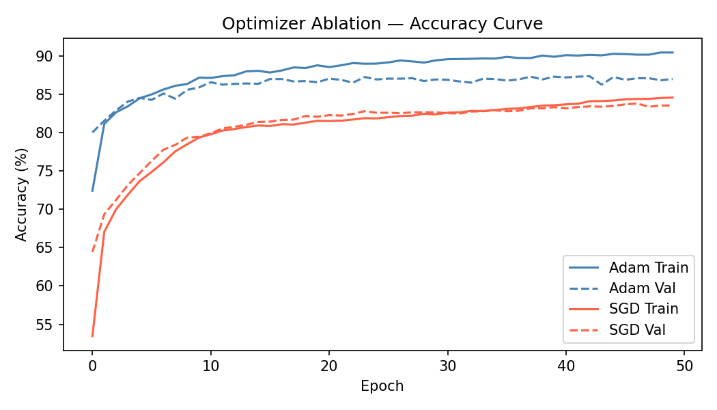 Optimizer Ablation — Accuracy Curve
Accuracy (%)
90
85
80
75
70
65
60
55
0 10 20 30 40 50
Epoch
Adam Train
Adam Val
SGD Train
SGD Val